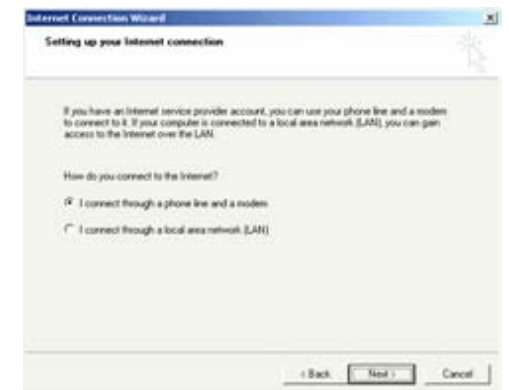 Internet Connection Wizard
Setting up your Internet connection
If you have an Internet service provider account, you can use your phone line and a modem
to connect to it. If your computer is connected to a local area network (LAN), you can gain
access to the Internet over the LAN.
How do you connect to the Internet?
I connect through a phone line and a modem
I connect through a local area network (LAN)
< Back Next > Cancel